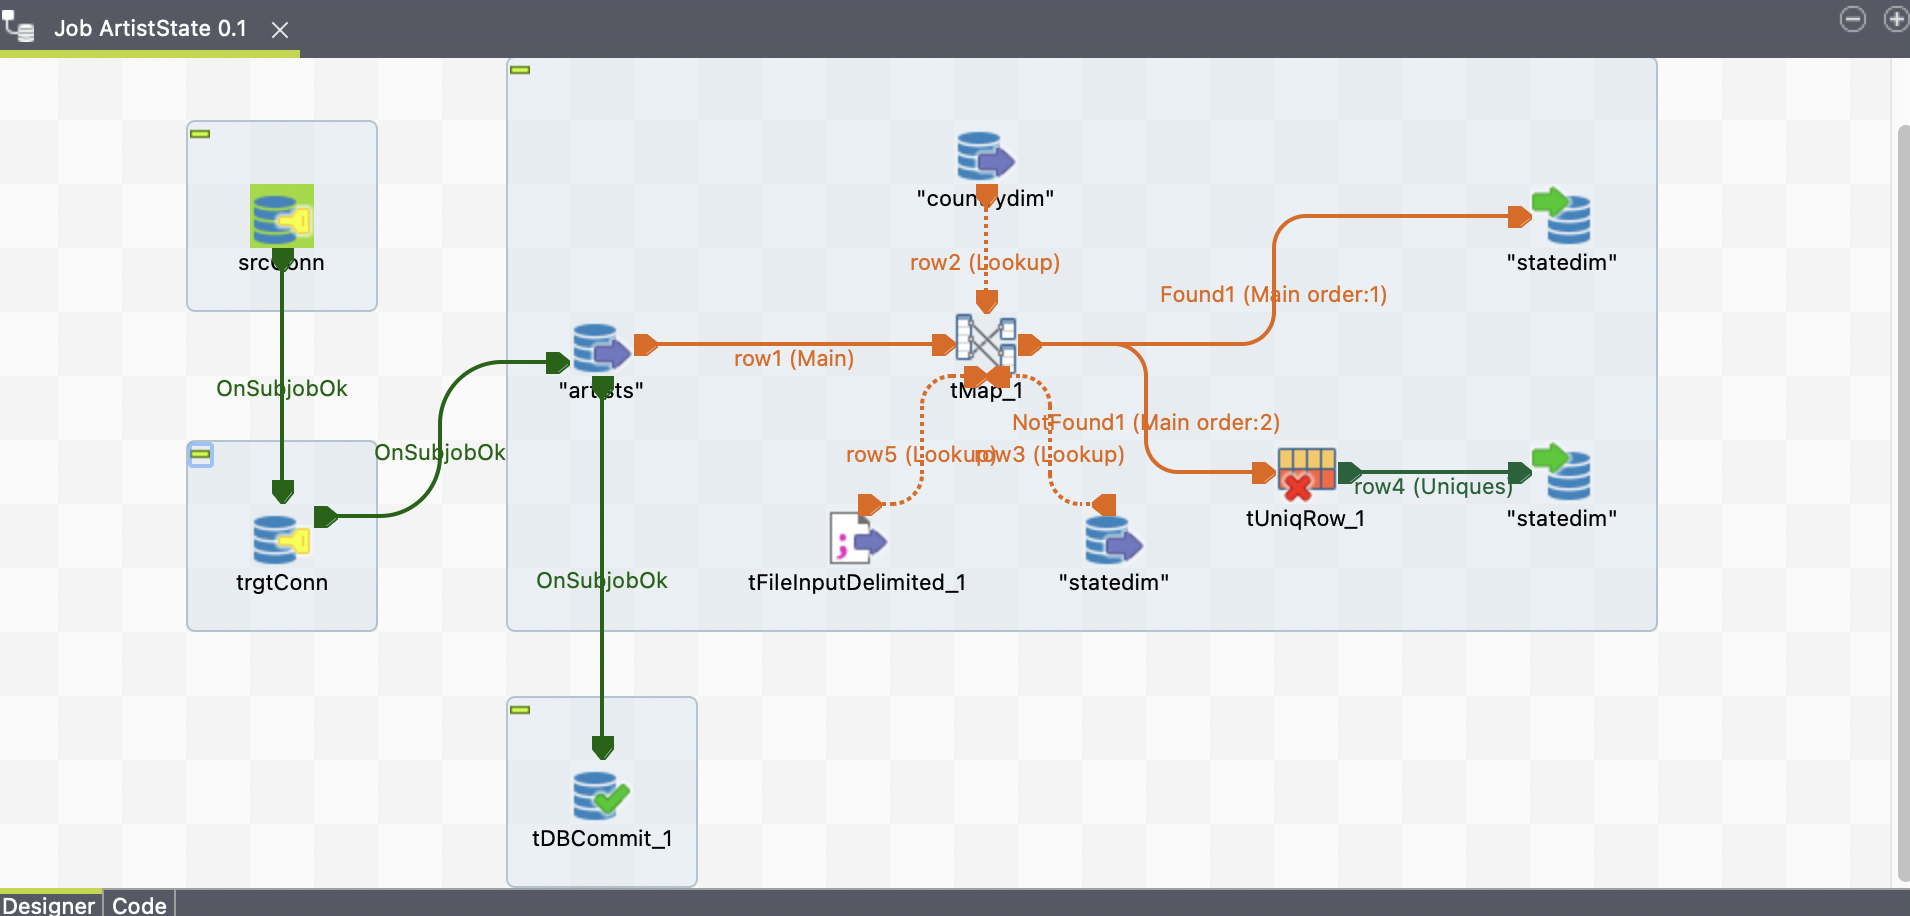 Job ArtistState 0.1
"countrydim"
srcConn
"statedim"
row2 (Lookup)
Found1 (Main order:1)
row1 (Main)
OnSubjobOk
"artists"
tMap_1
NotFound1 (Main order:2)
OnSubjobOk
row5 (Lookup)
row3 (Lookup)
row4 (Uniques)
tUniqRow_1
"statedim"
trgtConn
OnSubjobOk
tFileInputDelimited_1
"statedim"
tDBCommit_1
Designer
Code